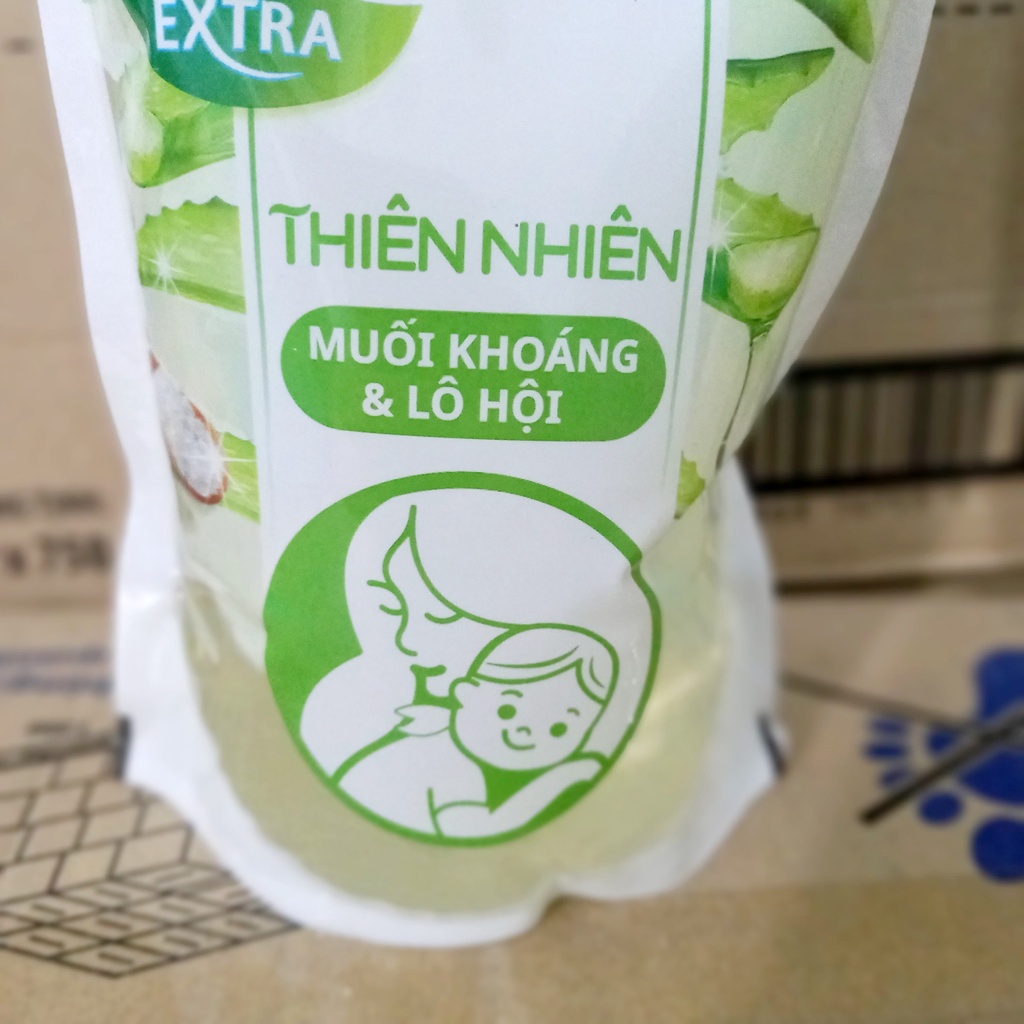 EXTRA
THIÊN NHIÊN
MUỐI KHOÁNG
& LÔ HỘI